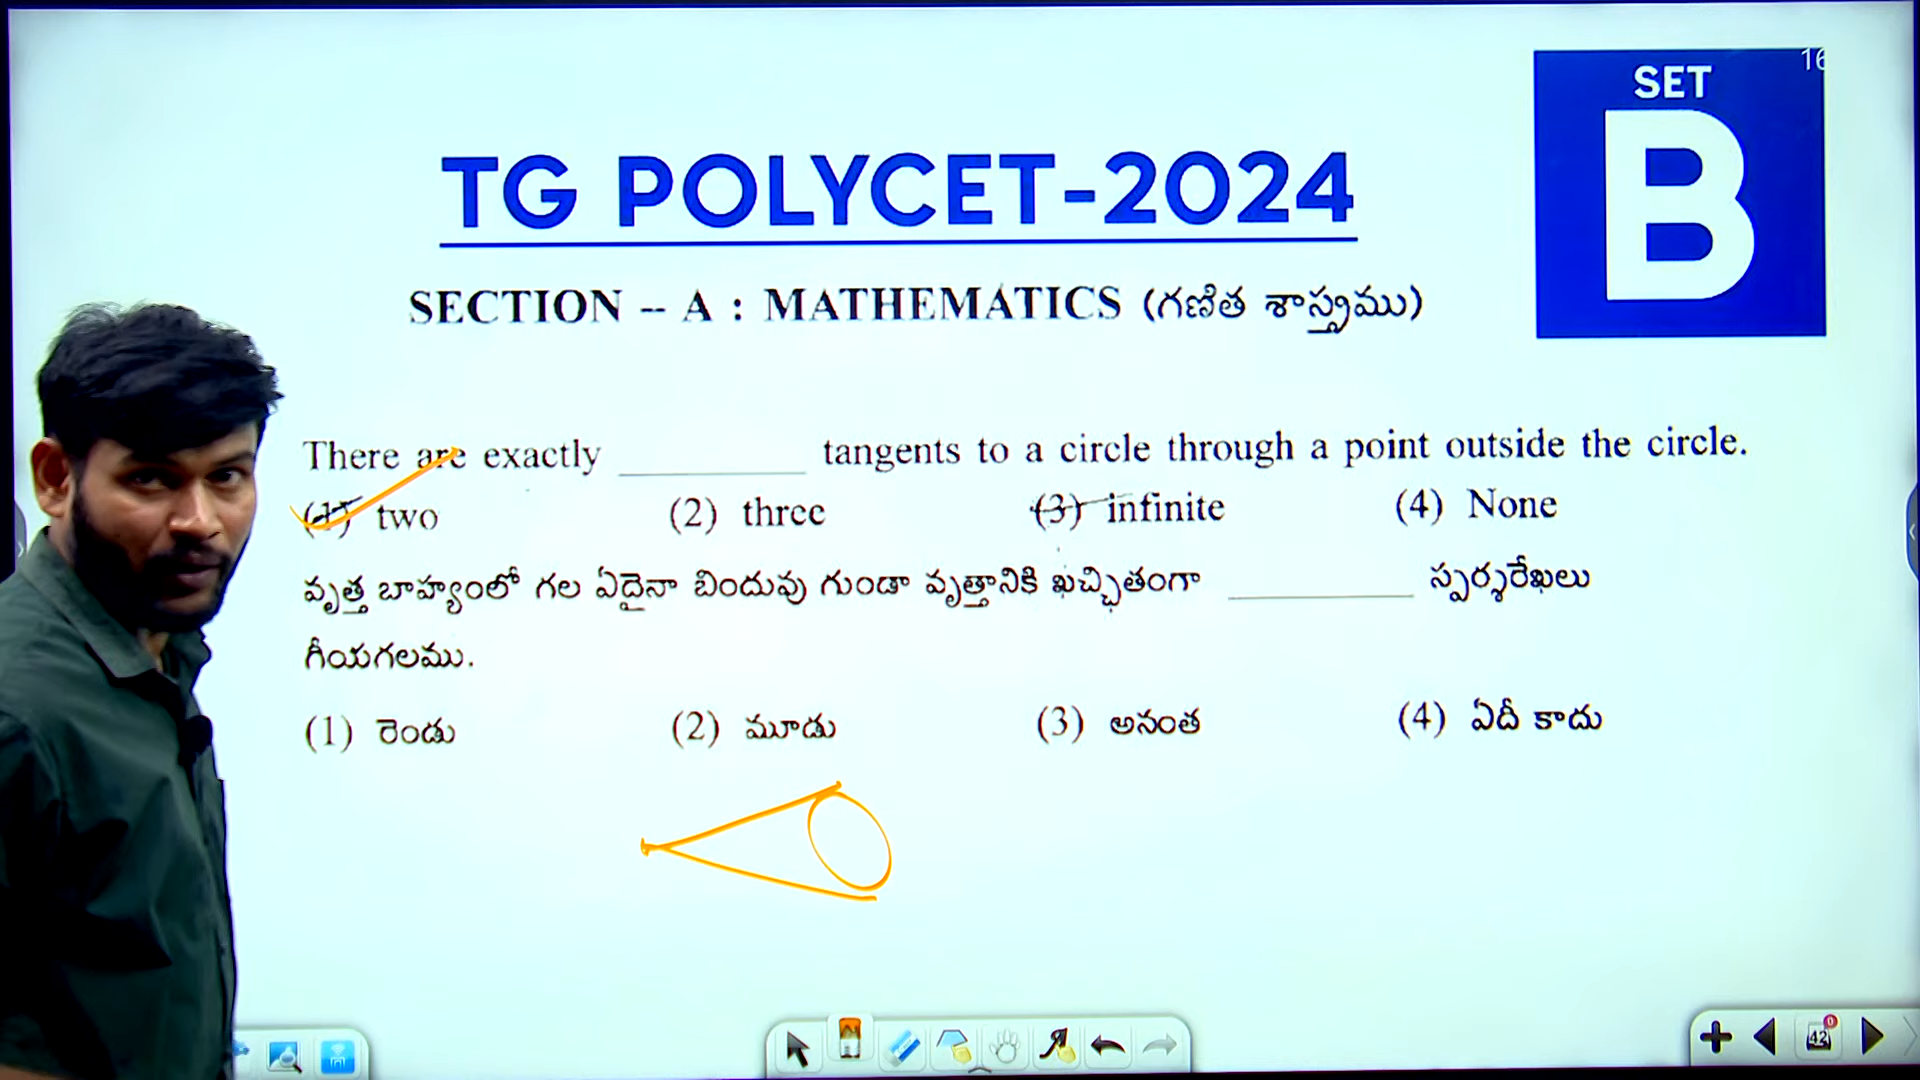 16
SET
B
TG POLYCET-2024
SECTION -- A : MATHEMATICS (గణిత శాస్త్రము)
There are exactly __________ tangents to a circle through a point outside the circle.
(1) two (2) three (3) infinite (4) None
వృత్త బాహ్యంలో గల ఏదైనా బిందువు గుండా వృత్తానికి ఖచ్చితంగా __________ స్పర్శరేఖలు
గీయగలము.
(1) రెండు (2) మూడు (3) అనంత (4) ఏదీ కాదు
42
0